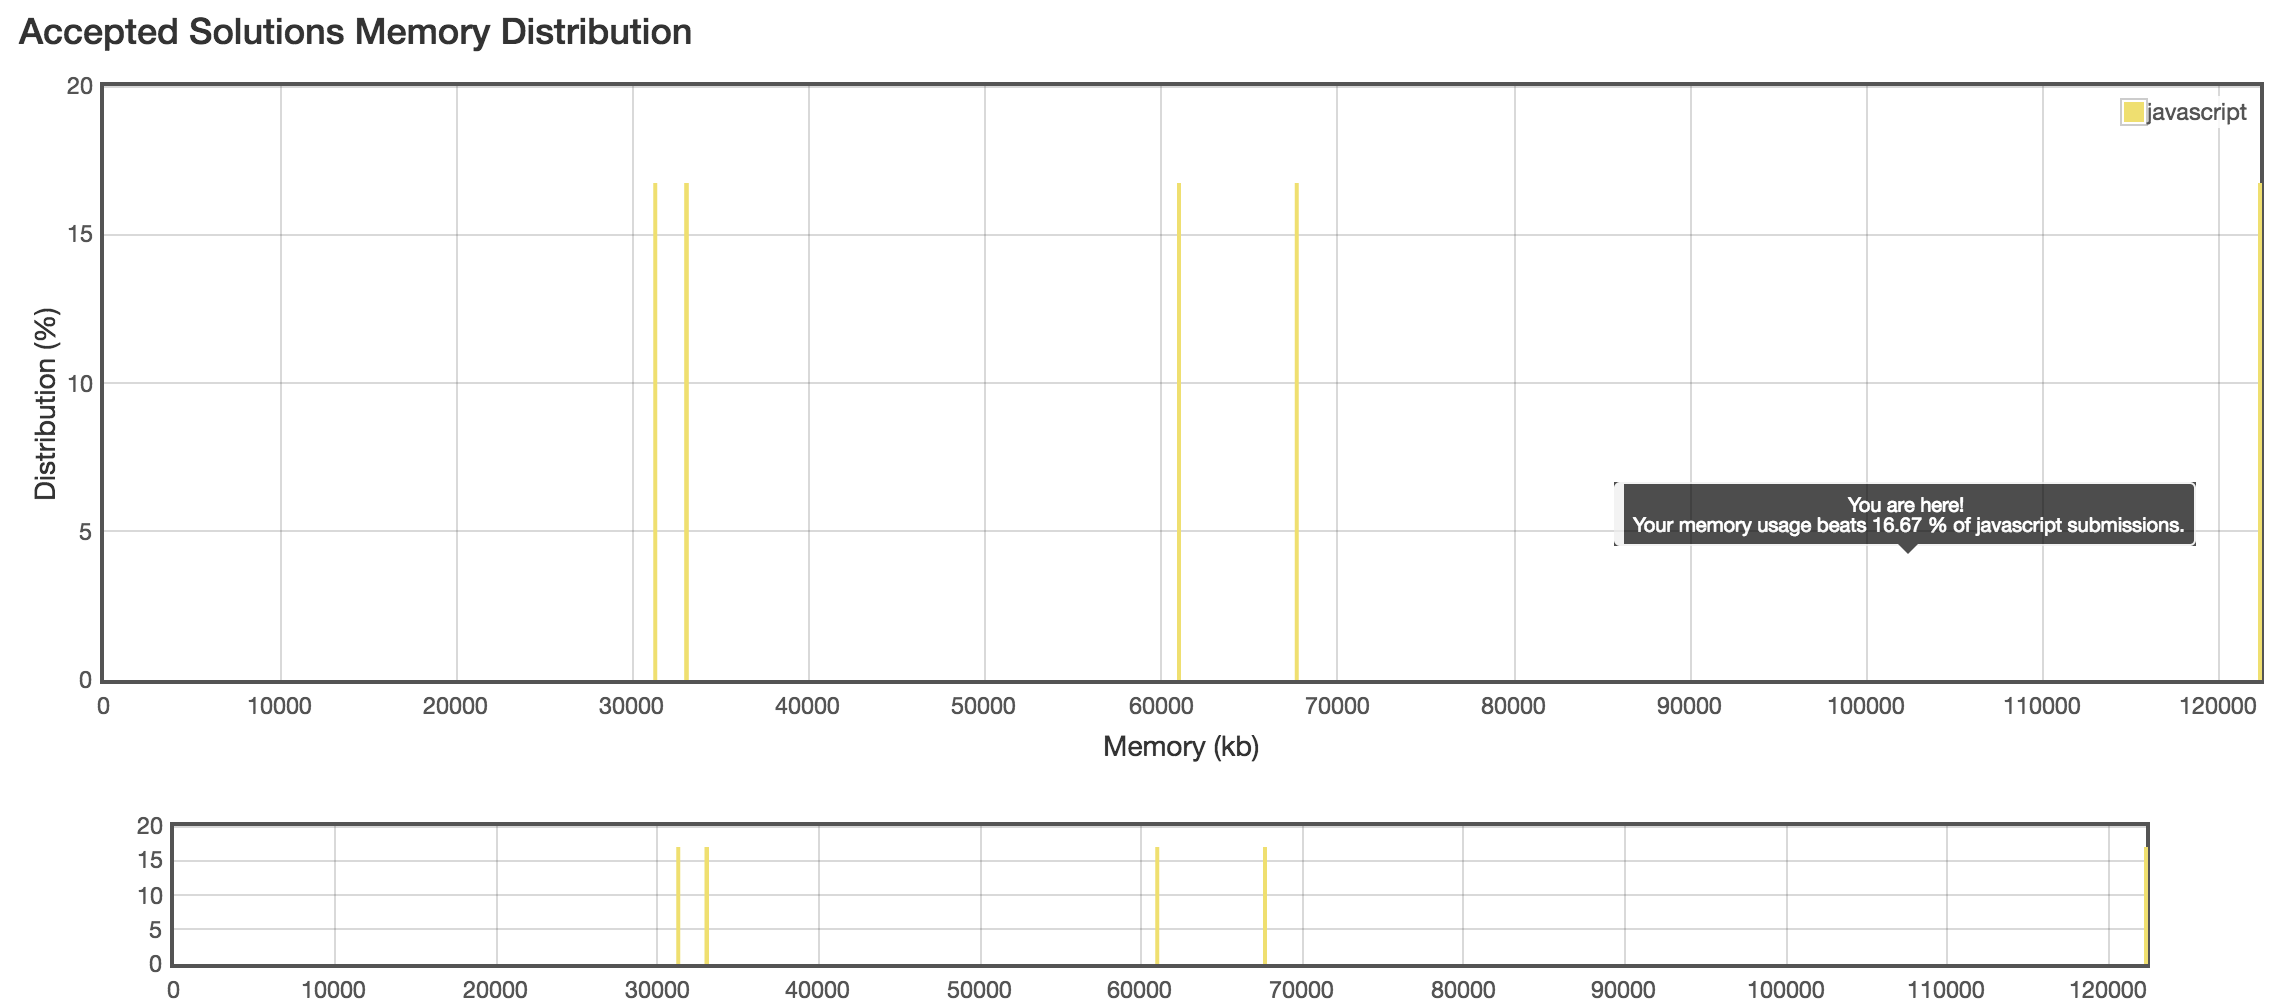 Accepted Solutions Memory Distribution
20
javascript
15
Distribution (%)
10
You are here!
Your memory usage beats 16.67 % of javascript submissions.
5
0
0 10000 20000 30000 40000 50000 60000 70000 80000 90000 100000 110000 120000
Memory (kb)
20
15
10
5
0
0 10000 20000 30000 40000 50000 60000 70000 80000 90000 100000 110000 120000